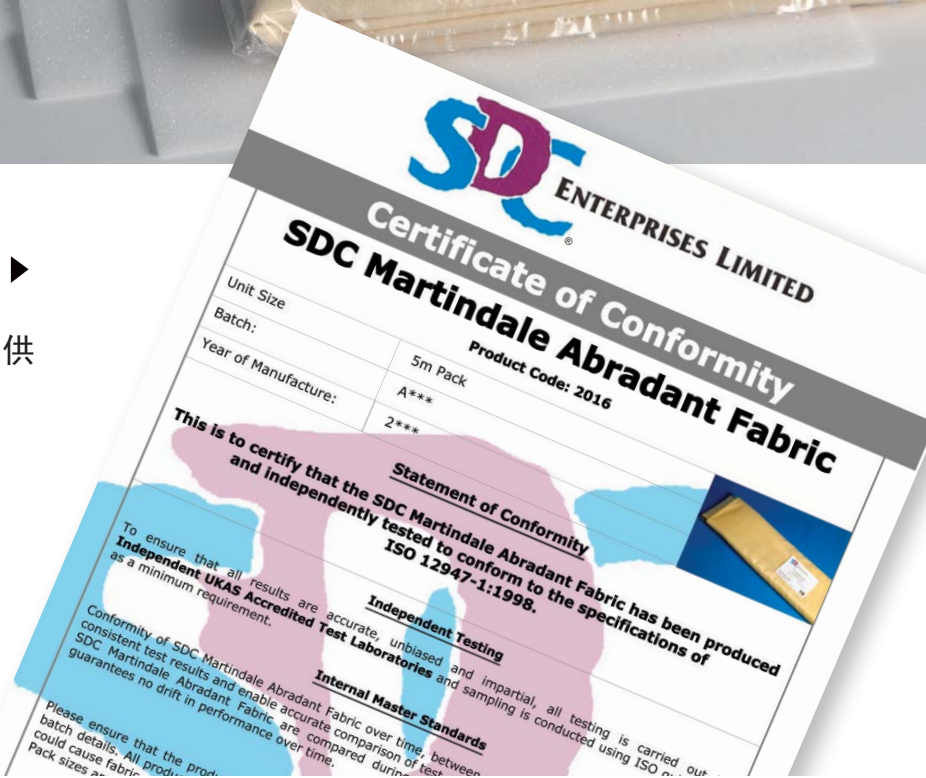 SDC ENTERPRISES LIMITED
®
Certificate of Conformity
SDC Martindale Abradant Fabric
Product Code: 2016
Unit Size
5m Pack
Batch:
A***
Year of Manufacture:
2***
Statement of Conformity
This is to certify that the SDC Martindale Abradant Fabric has been produced
and independently tested to conform to the specifications of
ISO 12947-1:1998.
Independent Testing
To ensure that all results are accurate, unbiased and impartial, all testing is carried out
Independent UKAS Accredited Test Laboratories and sampling is conducted using ISO
as a minimum requirement.
Internal Master Standards
Conformity of SDC Martindale Abradant Fabric over time, between
consistent test results and enable accurate comparison of test
SDC Martindale Abradant Fabric are compared during
guarantees no drift in performance over time.
Please ensure that the
batch details. All
could cause fabric
Pack sizes
▶
供